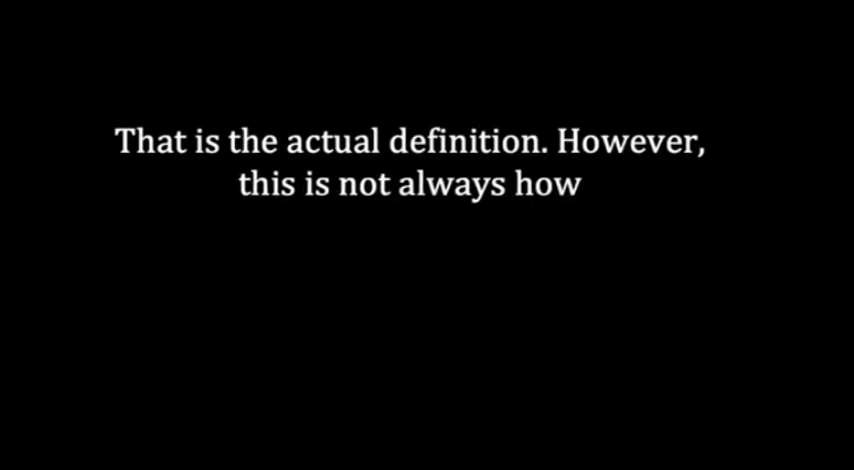 That is the actual definition. However,
this is not always how